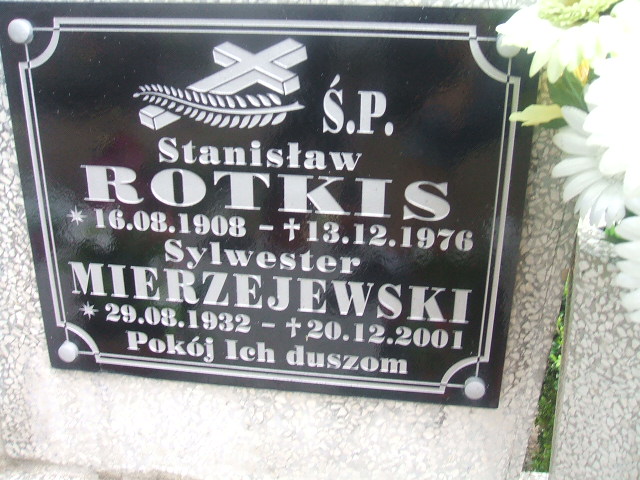 Ś.P.
Stanisław
ROTKIS
* 16.08.1908 - † 13.12.1976
Sylwester
MIERZEJEWSKI
* 29.08.1932 - † 20.12.2001
Pokój Ich duszom